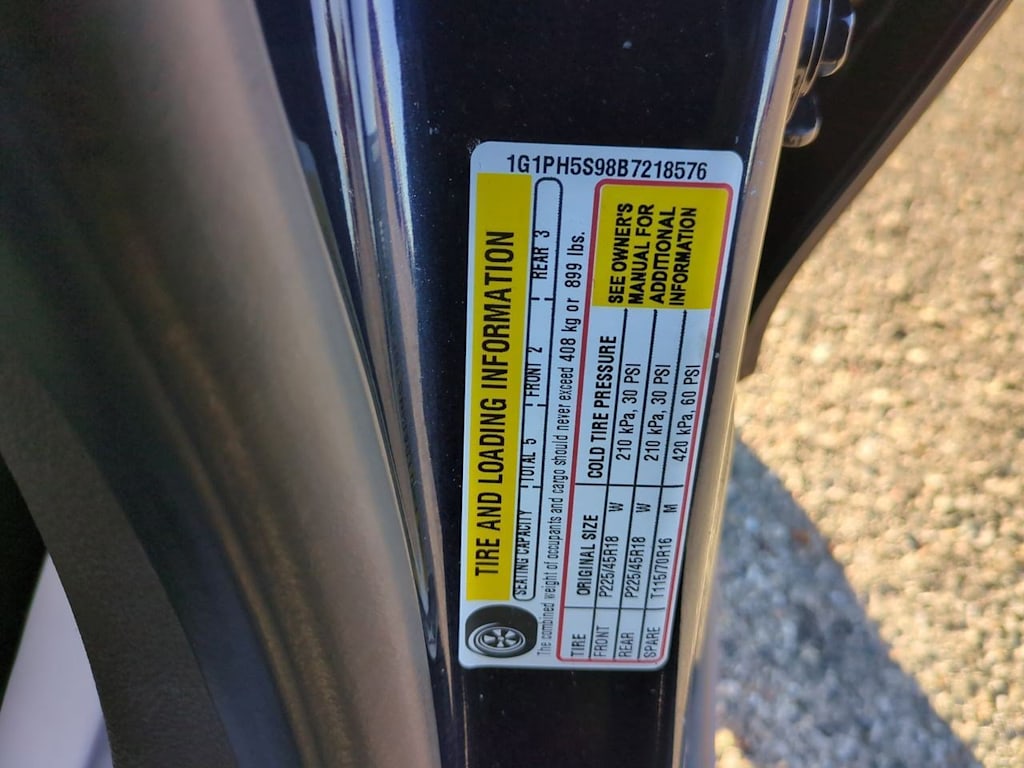 1G1PH5S98B7218576
TIRE AND LOADING INFORMATION
SEATING CAPACITY TOTAL 5 FRONT 2 REAR 3
The combined weight of occupants and cargo should never exceed 408 kg or 899 lbs.
TIRE ORIGINAL SIZE COLD TIRE PRESSURE
FRONT P225/45R18 W 210 kPa, 30 PSI
REAR P225/45R18 W 210 kPa, 30 PSI
SPARE T115/70R16 M 420 kPa, 60 PSI
SEE OWNER'S
MANUAL FOR
ADDITIONAL
INFORMATION